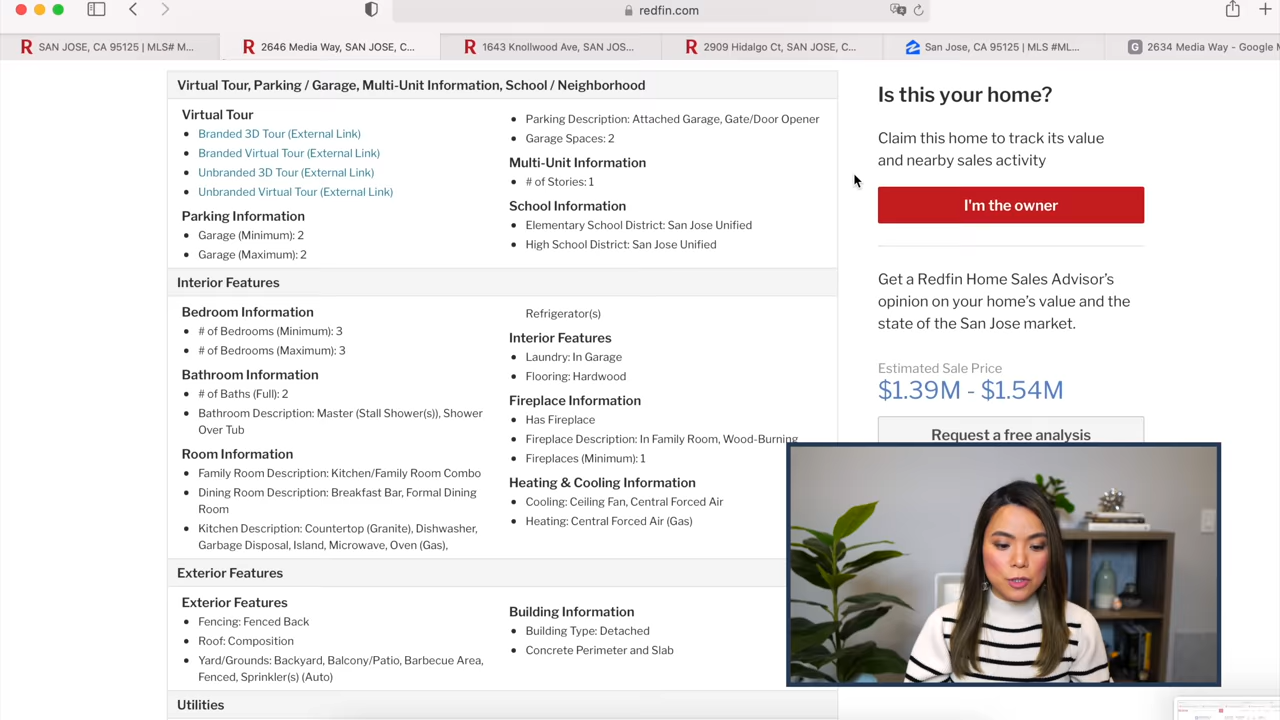 redfin.com
SAN JOSE, CA 95125 | MLS# M...
2646 Media Way, SAN JOSE, C...
1643 Knollwood Ave, SAN JOS...
2909 Hidalgo Ct, SAN JOSE, C...
San Jose, CA 95125 | MLS #ML...
G 2634 Media Way - Google M
Virtual Tour, Parking / Garage, Multi-Unit Information, School / Neighborhood
Virtual Tour
Branded 3D Tour (External Link)
Branded Virtual Tour (External Link)
Unbranded 3D Tour (External Link)
Unbranded Virtual Tour (External Link)
Parking Information
Garage (Minimum): 2
Garage (Maximum): 2
Parking Description: Attached Garage, Gate/Door Opener
Garage Spaces: 2
Multi-Unit Information
# of Stories: 1
School Information
Elementary School District: San Jose Unified
High School District: San Jose Unified
Interior Features
Bedroom Information
# of Bedrooms (Minimum): 3
# of Bedrooms (Maximum): 3
Bathroom Information
# of Baths (Full): 2
Bathroom Description: Master (Stall Shower(s)), Shower
Over Tub
Room Information
Family Room Description: Kitchen/Family Room Combo
Dining Room Description: Breakfast Bar, Formal Dining
Room
Kitchen Description: Countertop (Granite), Dishwasher,
Garbage Disposal, Island, Microwave, Oven (Gas),
Refrigerator(s)
Interior Features
Laundry: In Garage
Flooring: Hardwood
Fireplace Information
Has Fireplace
Fireplace Description: In Family Room, Wood-Burning
Fireplaces (Minimum): 1
Heating & Cooling Information
Cooling: Ceiling Fan, Central Forced Air
Heating: Central Forced Air (Gas)
Exterior Features
Exterior Features
Fencing: Fenced Back
Roof: Composition
Yard/Grounds: Backyard, Balcony/Patio, Barbecue Area,
Fenced, Sprinkler(s) (Auto)
Building Information
Building Type: Detached
Concrete Perimeter and Slab
Utilities
Is this your home?
Claim this home to track its value
and nearby sales activity
I'm the owner
Get a Redfin Home Sales Advisor's
opinion on your home's value and the
state of the San Jose market.
Estimated Sale Price
$1.39M - $1.54M
Request a free analysis